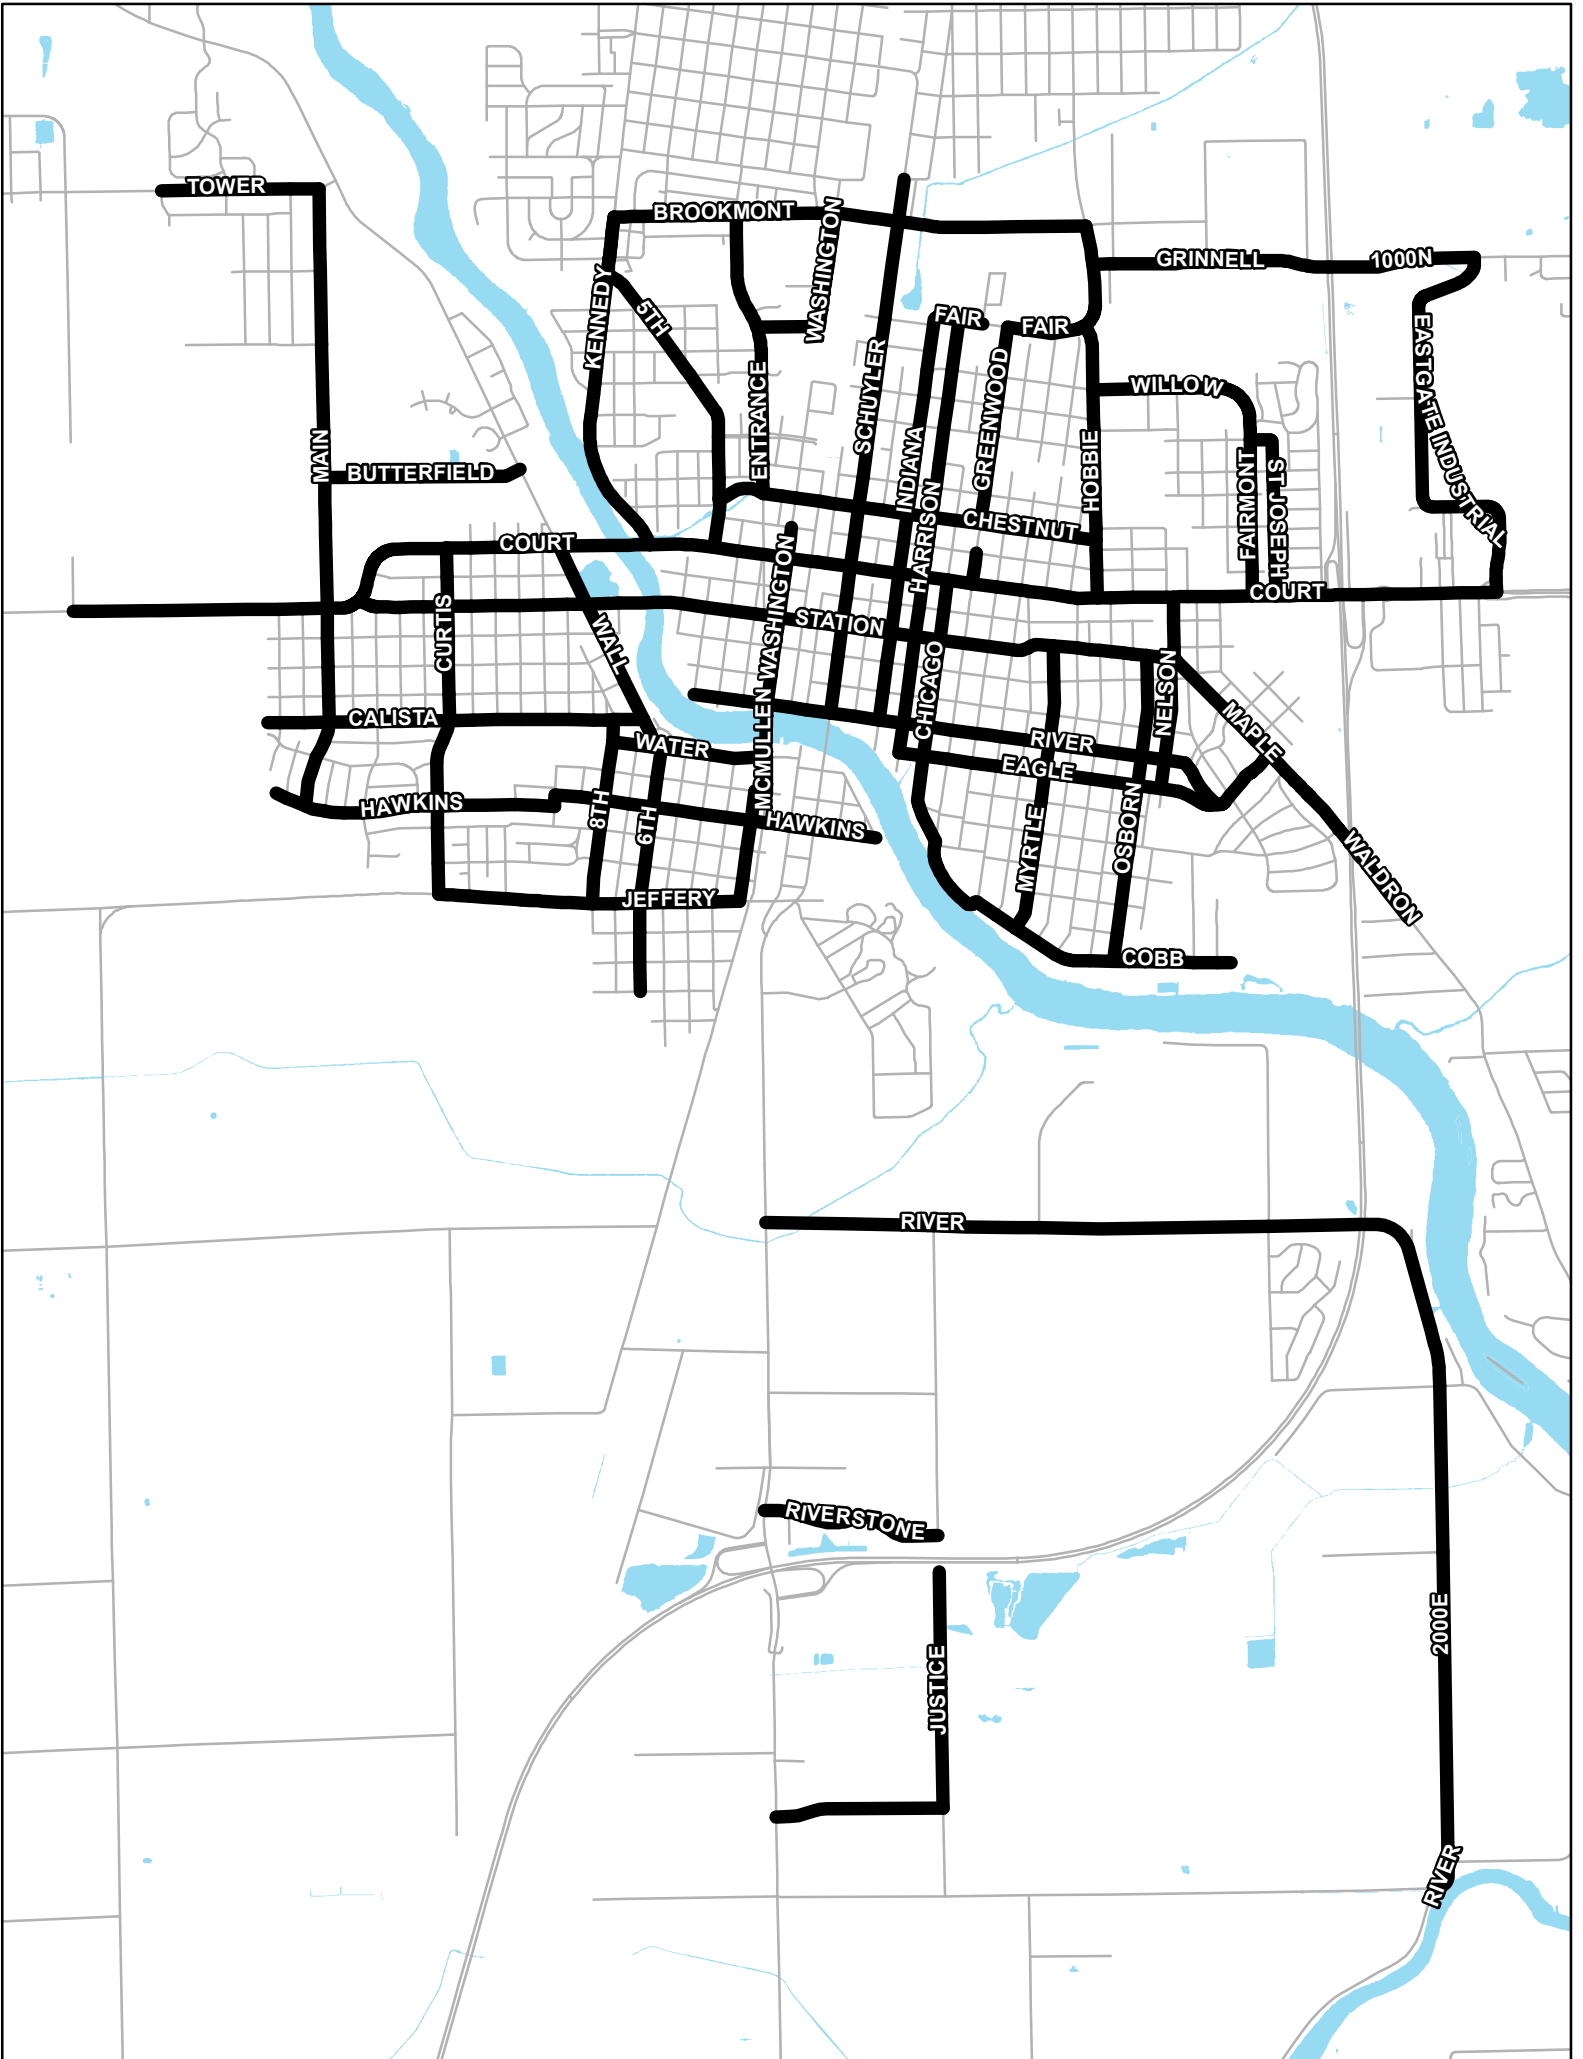 TOWER
BROOKMONT
WASHINGTON
GRINNELL
1000N
KENNEDY
5TH
FAIR
FAIR
ENTRANCE
SCHUYLER
GREENWOOD
WILLOW
EASTGATE INDUSTRIAL
MAIN
BUTTERFIELD
INDIANA
HARRISON
HOBBIE
FAIRMONT
ST JOSEPH
CHESTNUT
COURT
COURT
CURTIS
WALL
WASHINGTON
STATION
CHICAGO
NELSON
MAPLE
CALISTA
WATER
MCMULLEN
RIVER
EAGLE
HAWKINS
8TH
6TH
HAWKINS
MYRTLE
OSBORN
WALDRON
JEFFERY
COBB
RIVER
RIVERSTONE
2000E
JUSTICE
RIVER